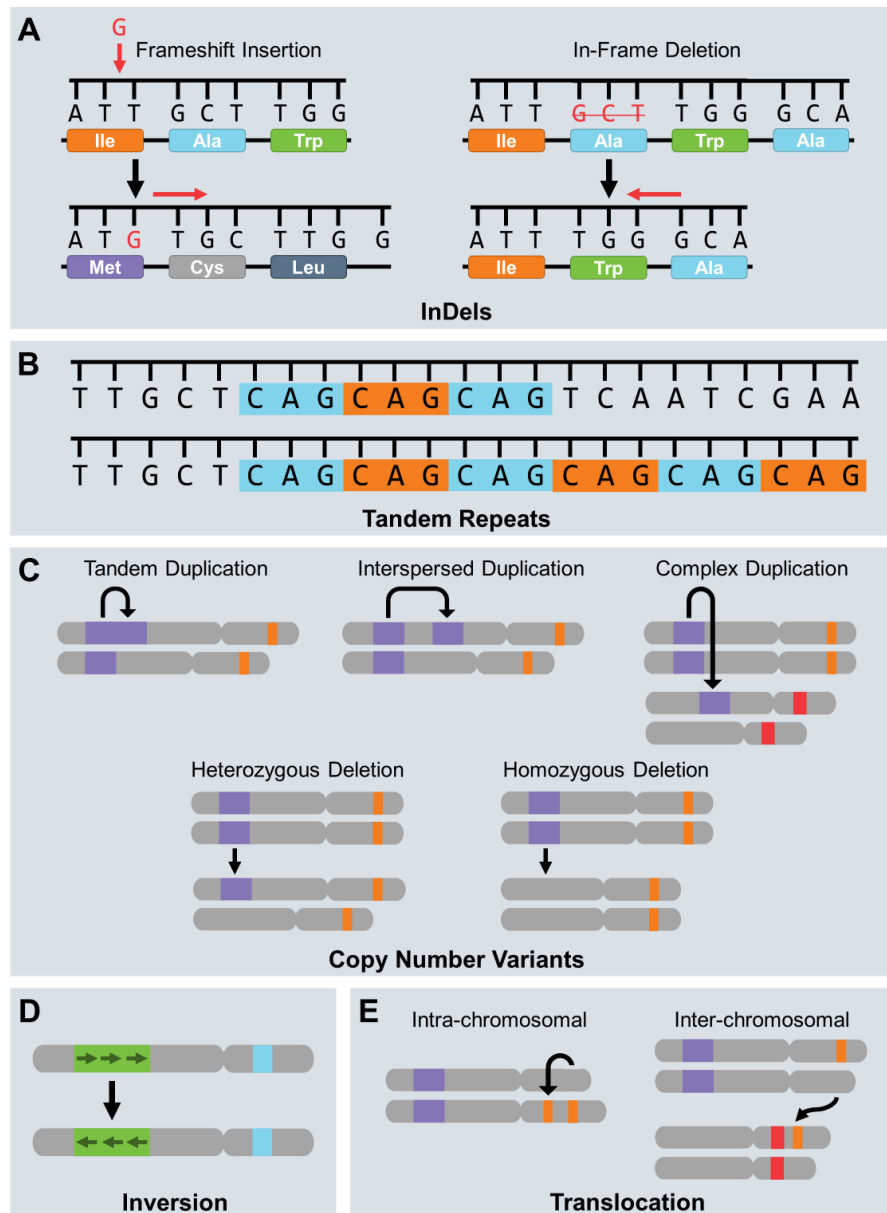 A
G
Frameshift Insertion
In-Frame Deletion
A T T G C T T G G
A T T G C T T G G G C A
Ile Ala Trp
Ile Ala Trp Ala
A T G T G C T T G G
A T T T G G G C A
Met Cys Leu
Ile Trp Ala
InDels
B
T T G C T C A G C A G C A G T C A A T C G A A
T T G C T C A G C A G C A G C A G C A G C A G
Tandem Repeats
C
Tandem Duplication
Interspersed Duplication
Complex Duplication
Heterozygous Deletion
Homozygous Deletion
Copy Number Variants
D
Inversion
E
Intra-chromosomal
Inter-chromosomal
Translocation